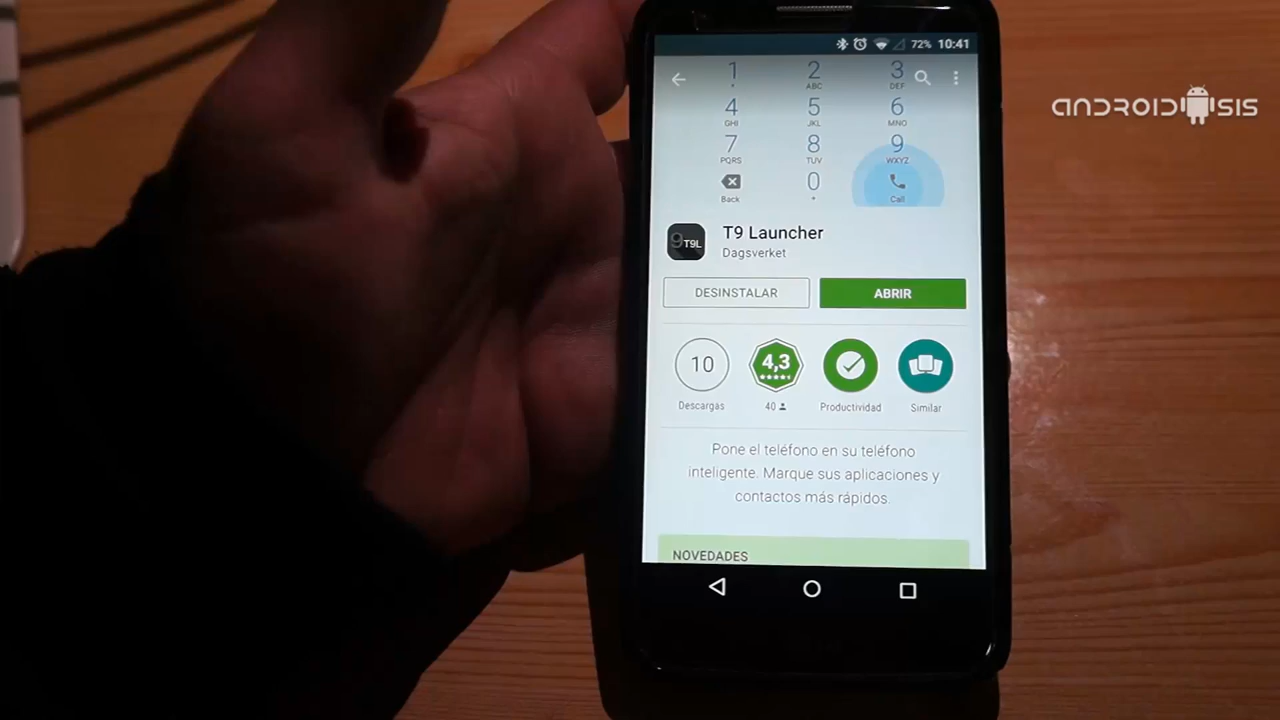 72% 10:41
1 2 3
ABC DEF
4 5 6
GHI JKL MNO
7 8 9
PQRS TUV WXYZ
0
Back + Call
T9L T9 Launcher
Dagsverket
DESINSTALAR ABRIR
10 4,3
Descargas 40 Productividad Similar
Pone el teléfono en su teléfono
inteligente. Marque sus aplicaciones y
contactos más rápidos.
NOVEDADES
ANDROIDSIS